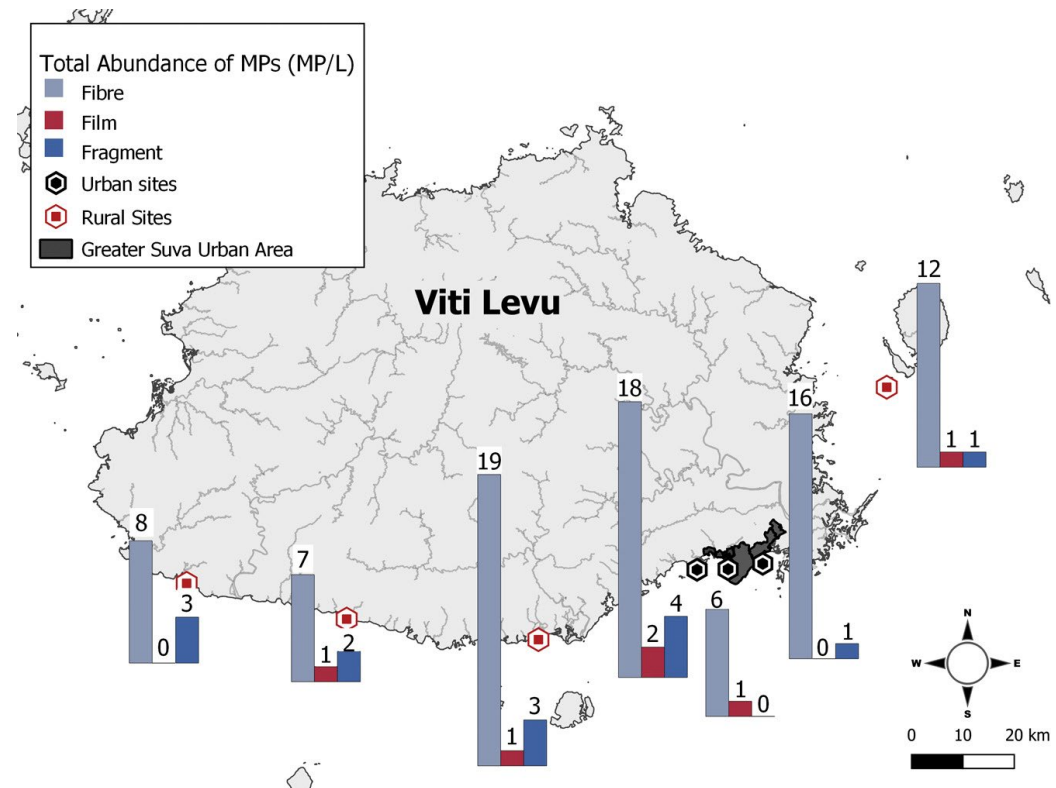 Total Abundance of MPs (MP/L)
Fibre
Film
Fragment
Urban sites
Rural Sites
Greater Suva Urban Area
Viti Levu
12
1 1
18
2
4
16
0
1
19
1
3
8
0
3
7
1
2
6
1
0
N
W E
S
0 10 20 km